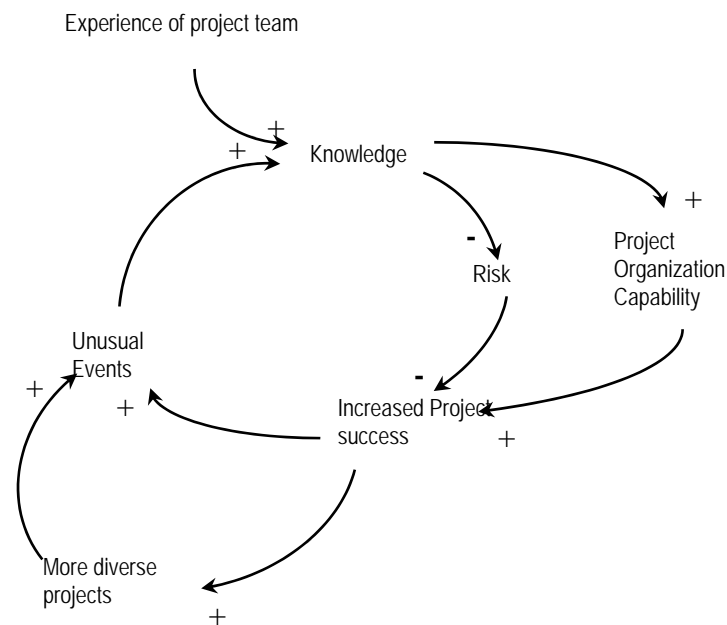 Experience of project team
+
+
Knowledge
+
-
Project
Organization
Capability
Risk
Unusual
Events
-
+
+
Increased Project
success
+
More diverse
projects
+